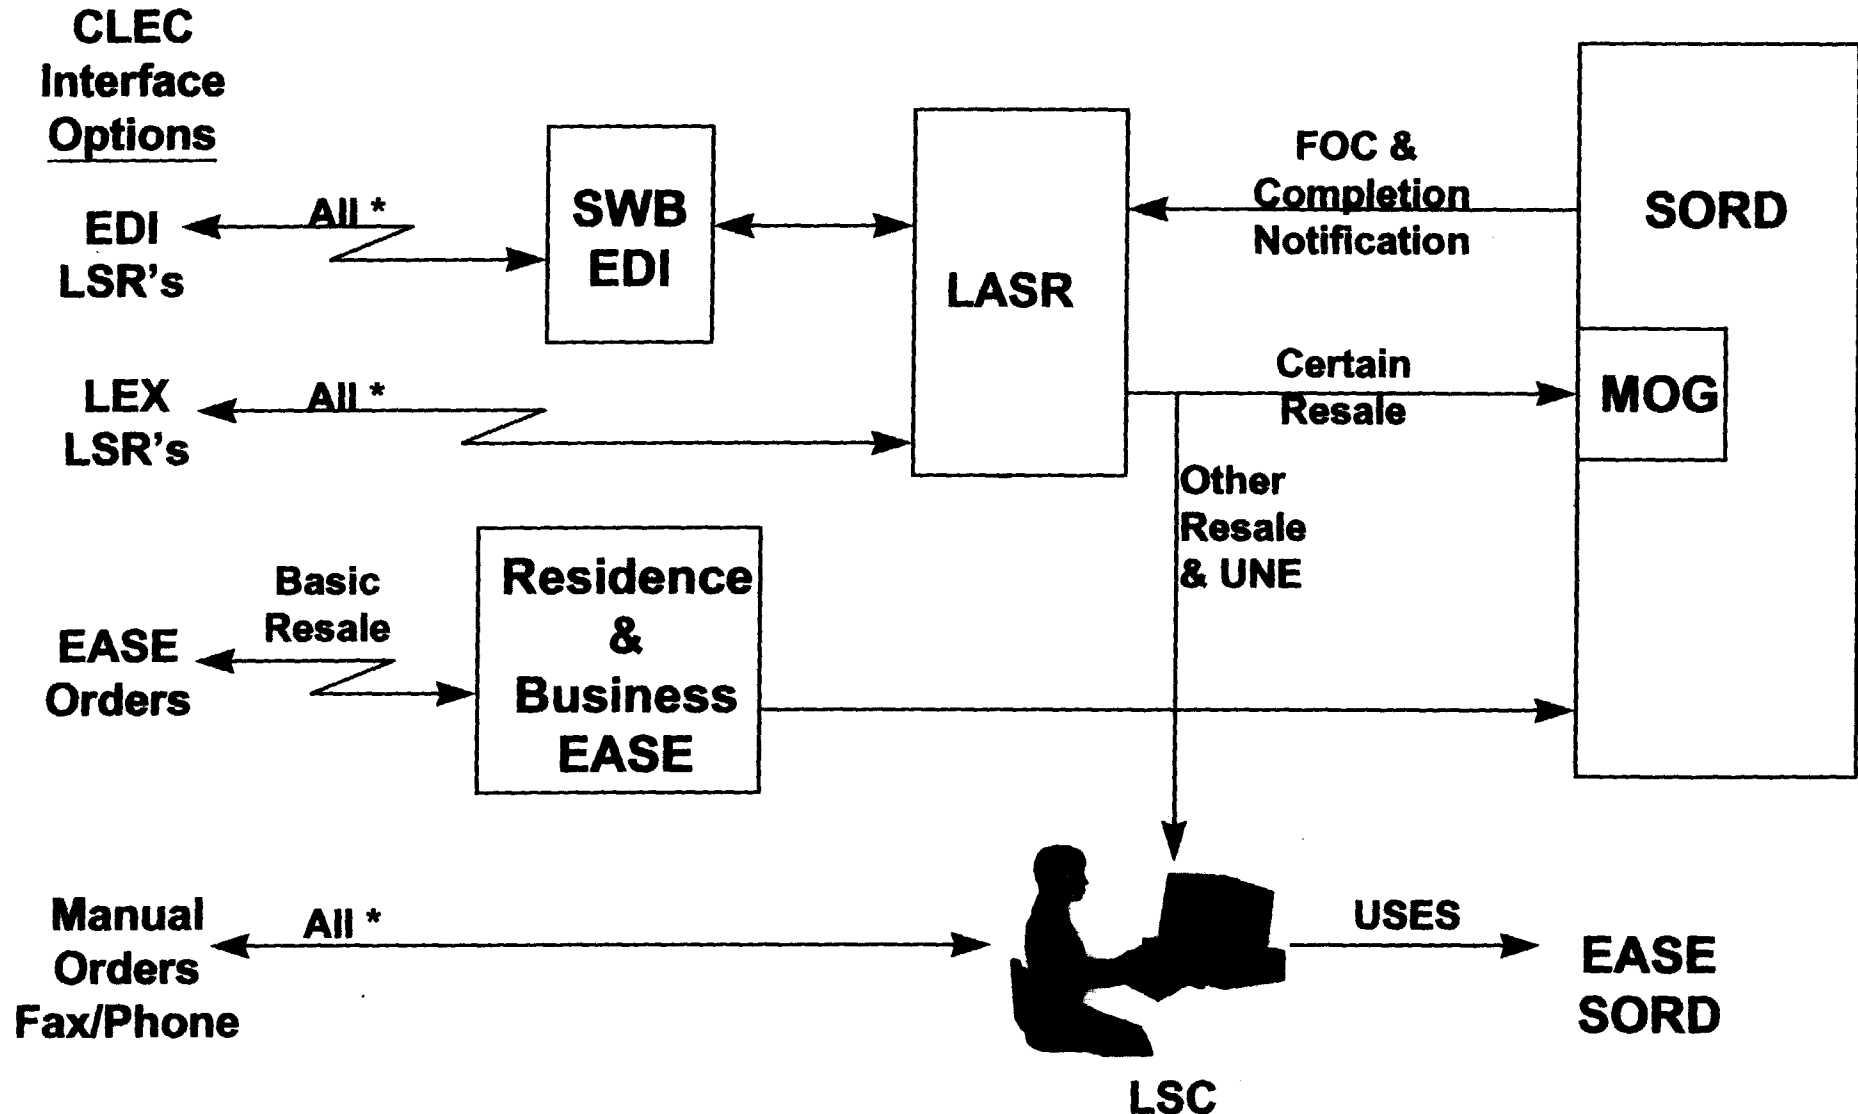 CLEC
Interface
Options
EDI
LSR's
All *
SWB
EDI
LASR
FOC &
Completion
Notification
SORD
LEX
LSR's
All *
Certain
Resale
MOG
Other
Resale
& UNE
EASE
Orders
Basic
Resale
Residence
&
Business
EASE
Manual
Orders
Fax/Phone
All *
LSC
USES
EASE
SORD